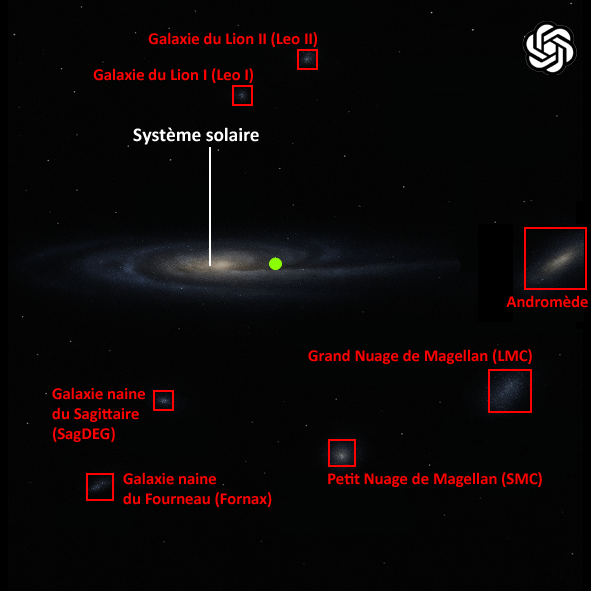 Galaxie du Lion II (Leo II)
Galaxie du Lion I (Leo I)
Système solaire
Andromède
Grand Nuage de Magellan (LMC)
Galaxie naine
du Sagittaire
(SagDEG)
Petit Nuage de Magellan (SMC)
Galaxie naine
du Fourneau (Fornax)